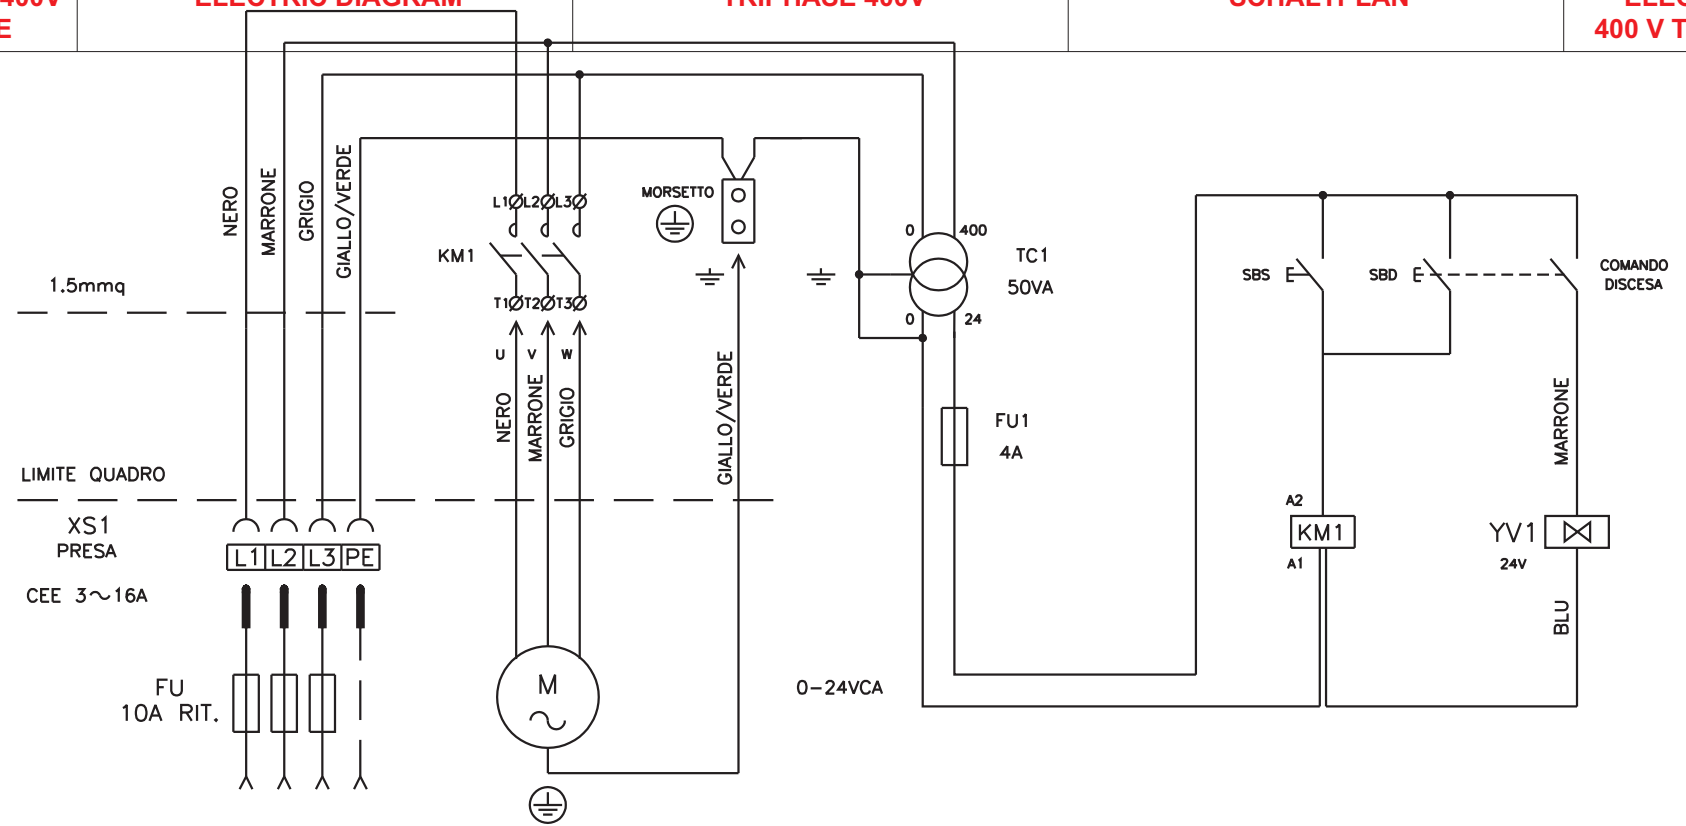 400V
E
ELECTRIC DIAGRAM
TRIPHASE 400V
SCHALTPLAN
ELEC
400 V T
NERO
MARRONE
GRIGIO
GIALLO/VERDE
1.5mmq
LIMITE QUADRO
XS1
PRESA
CEE 3~16A
L1 L2 L3 PE
FU
10A RIT.
L1 L2 L3
KM1
T1 T2 T3
U V W
NERO
MARRONE
GRIGIO
M
MORSETTO
GIALLO/VERDE
0 400
TC1
50VA
0 24
FU1
4A
0-24VCA
SBS
SBD
COMANDO
DISCESA
A2
KM1
A1
MARRONE
YV1
24V
BLU